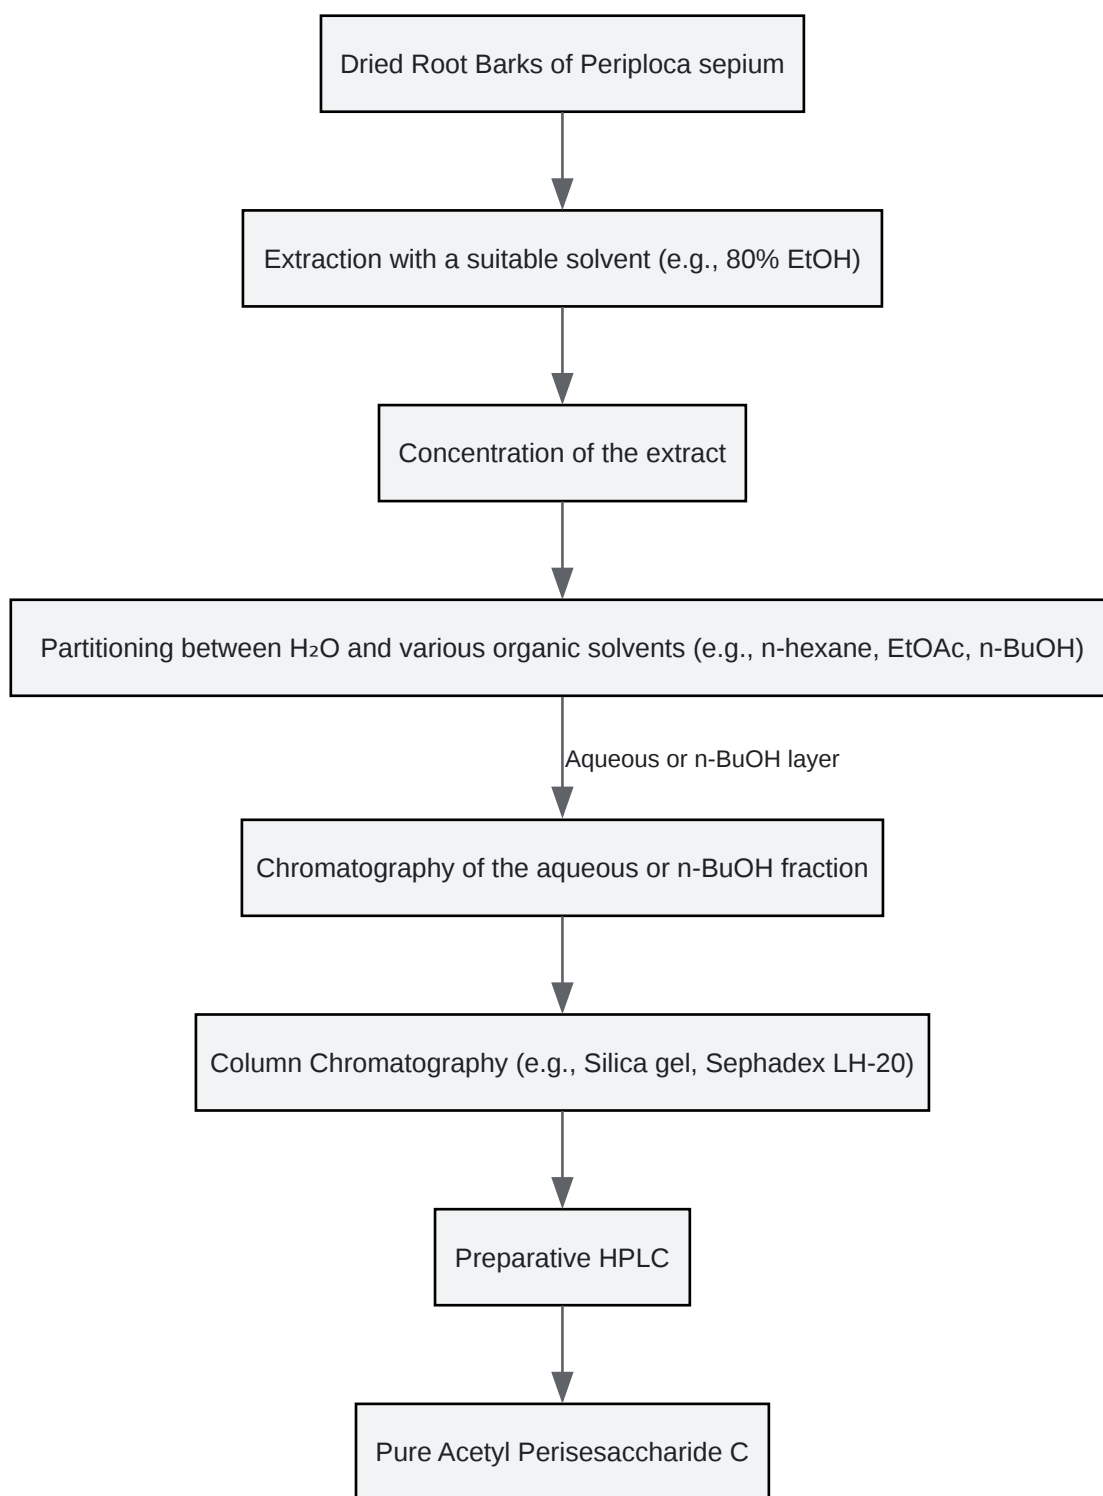 Dried Root Barks of Periploca sepium
Extraction with a suitable solvent (e.g., 80% EtOH)
Concentration of the extract
Partitioning between H₂O and various organic solvents (e.g., n-hexane, EtOAc, n-BuOH)
Aqueous or n-BuOH layer
Chromatography of the aqueous or n-BuOH fraction
Column Chromatography (e.g., Silica gel, Sephadex LH-20)
Preparative HPLC
Pure Acetyl Perisesaccharide C